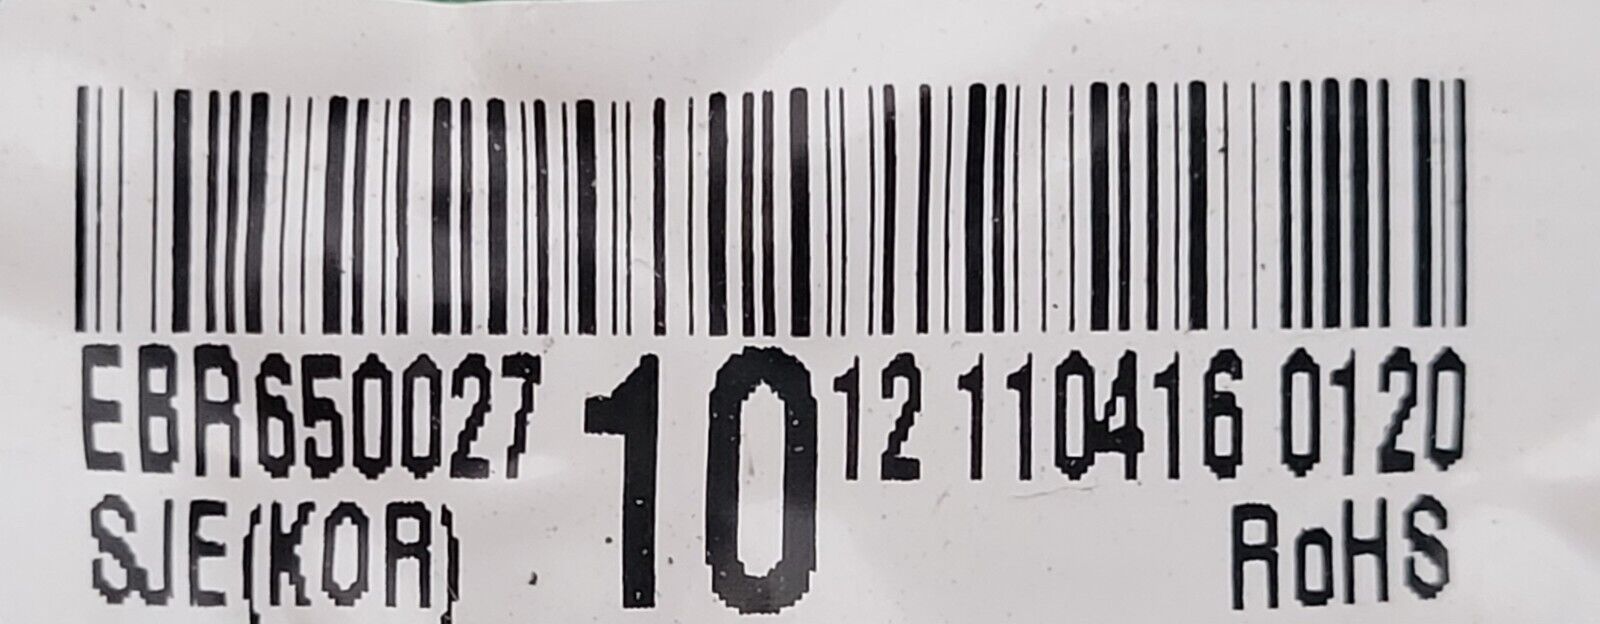 EBR650027 10 12 110416 0120
SJE(KOR) RoHS